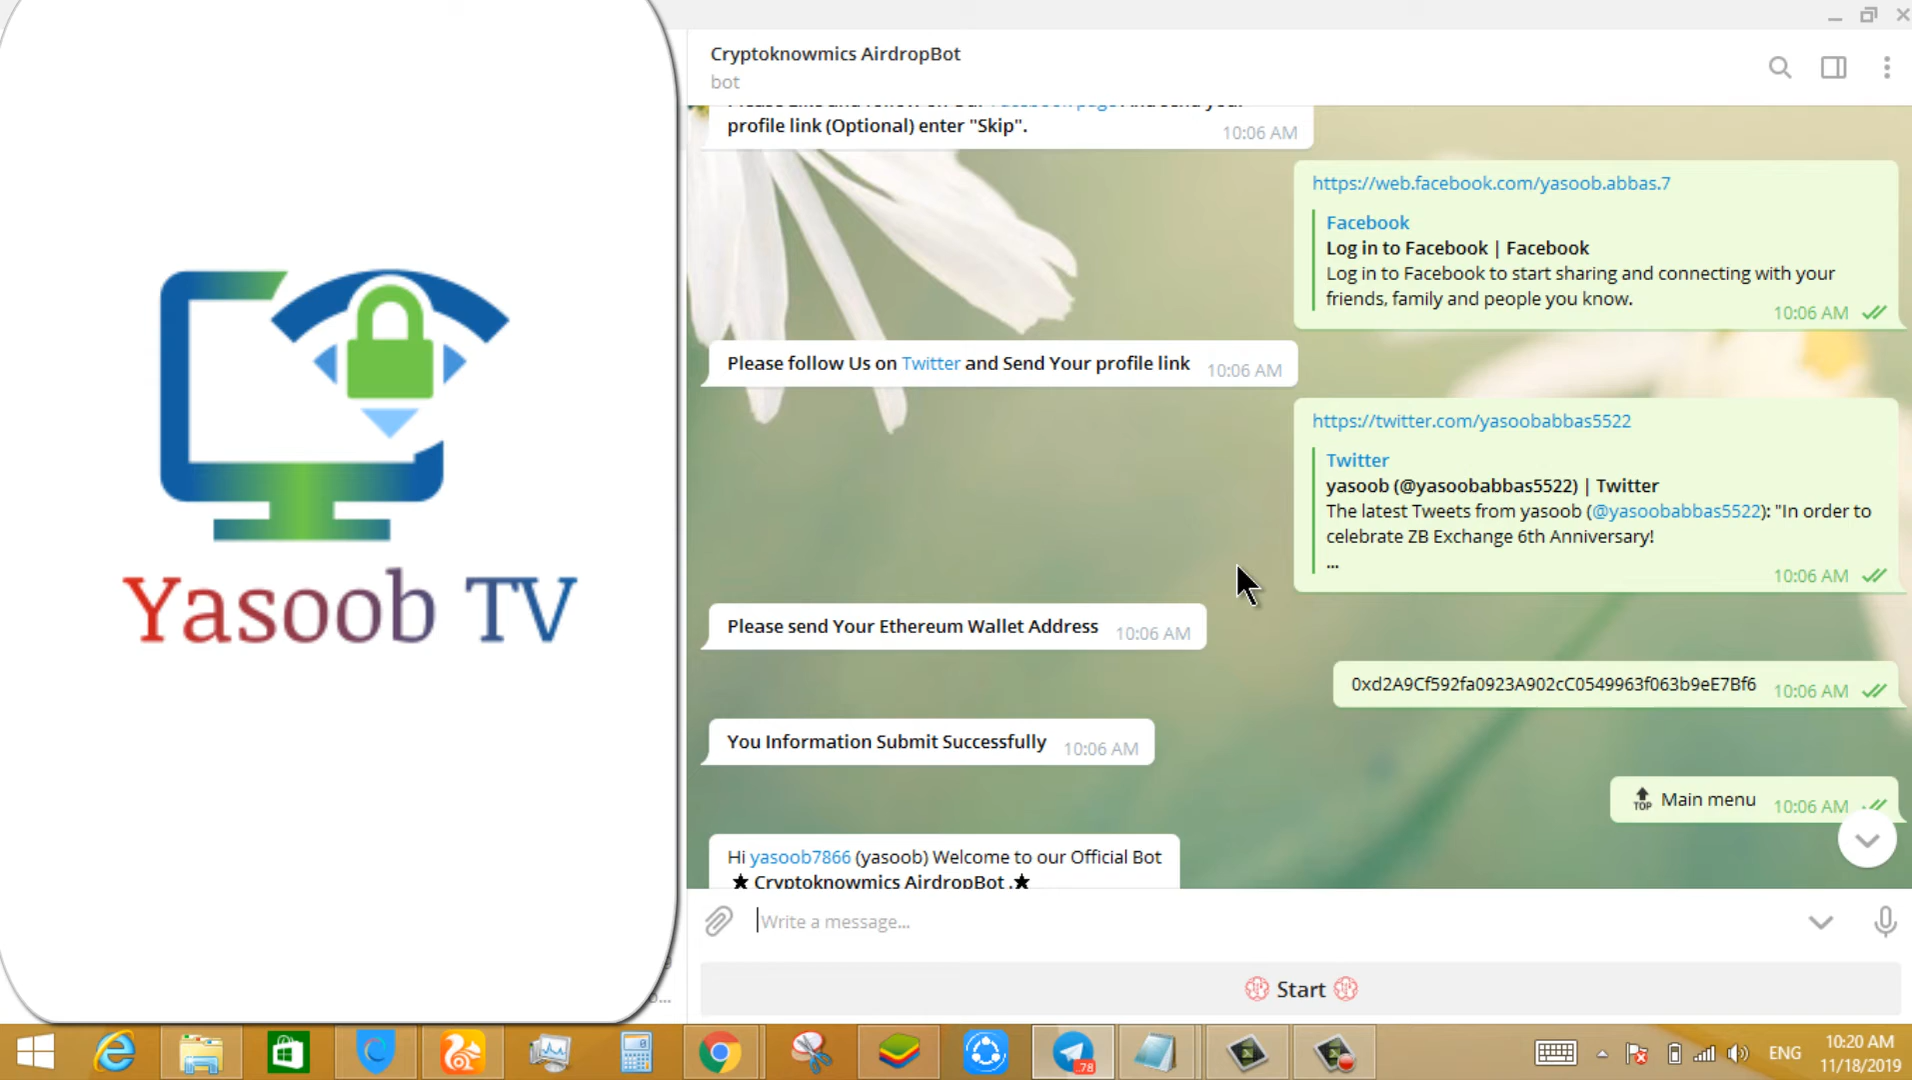 Cryptoknowmics AirdropBot
bot
profile link (Optional) enter "Skip".
10:06 AM
https://web.facebook.com/yasoob.abbas.7
Facebook
Log in to Facebook | Facebook
Log in to Facebook to start sharing and connecting with your
friends, family and people you know.
10:06 AM
Please follow Us on Twitter and Send Your profile link 10:06 AM
https://twitter.com/yasoobabbas5522
Twitter
yasoob (@yasoobabbas5522) | Twitter
The latest Tweets from yasoob (@yasoobabbas5522): "In order to
celebrate ZB Exchange 6th Anniversary!
...
10:06 AM
Please send Your Ethereum Wallet Address 10:06 AM
0xd2A9Cf592fa0923A902cC0549963f063b9eE7Bf6 10:06 AM
You Information Submit Successfully 10:06 AM
TOP Main menu 10:06 AM
Hi yasoob7866 (yasoob) Welcome to our Official Bot
★ Cryptoknowmics AirdropBot .★
Write a message...
Start
Yasoob TV
.78
ENG
10:20 AM
11/18/2019